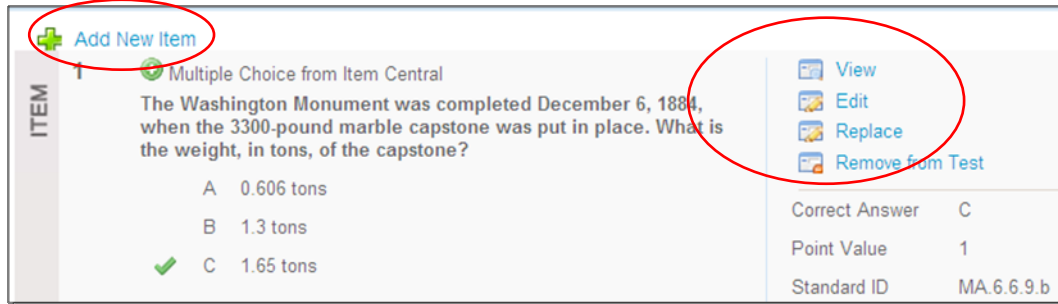 Add New Item
ITEM
1
Multiple Choice from Item Central
The Washington Monument was completed December 6, 1884,
when the 3300-pound marble capstone was put in place. What is
the weight, in tons, of the capstone?
A 0.606 tons
B 1.3 tons
C 1.65 tons
View
Edit
Replace
Remove from Test
Correct Answer C
Point Value 1
Standard ID MA.6.6.9.b